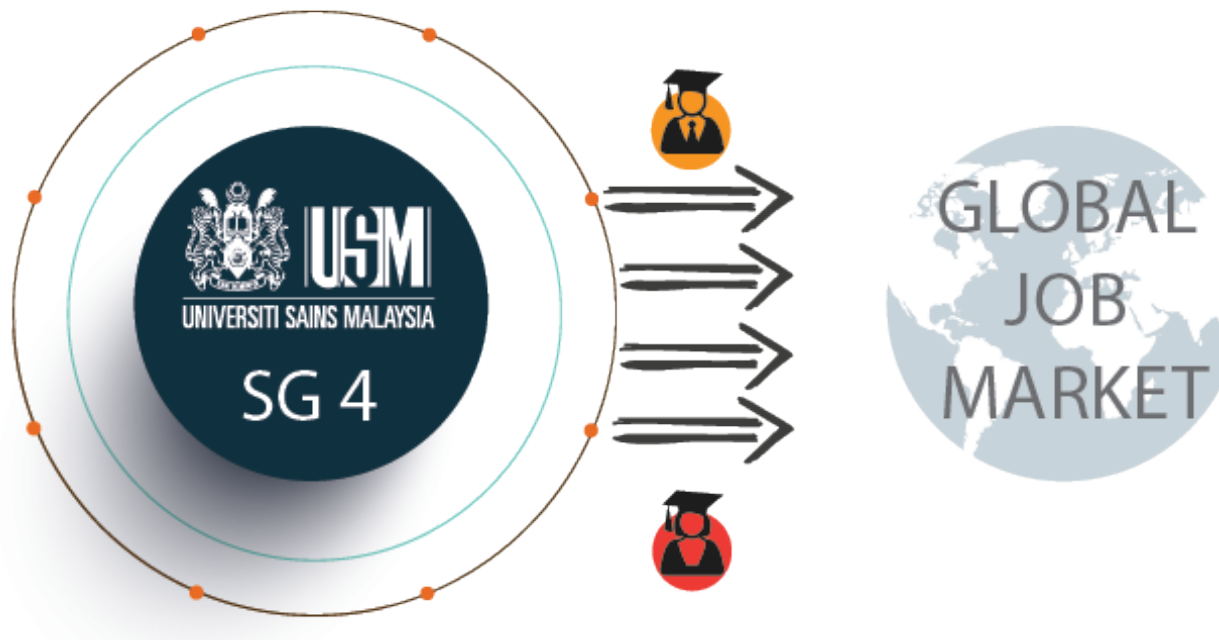 USM
UNIVERSITI SAINS MALAYSIA
SG 4
GLOBAL
JOB
MARKET